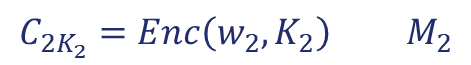 C_{2K_2} = Enc(w_2, K_2) M_2